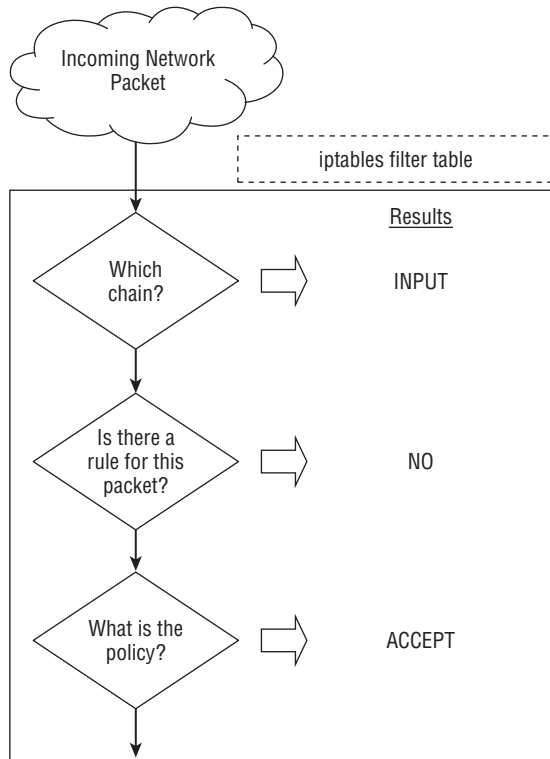 Incoming Network
Packet
iptables filter table
Results
Which
chain?
INPUT
Is there a
rule for this
packet?
NO
What is the
policy?
ACCEPT